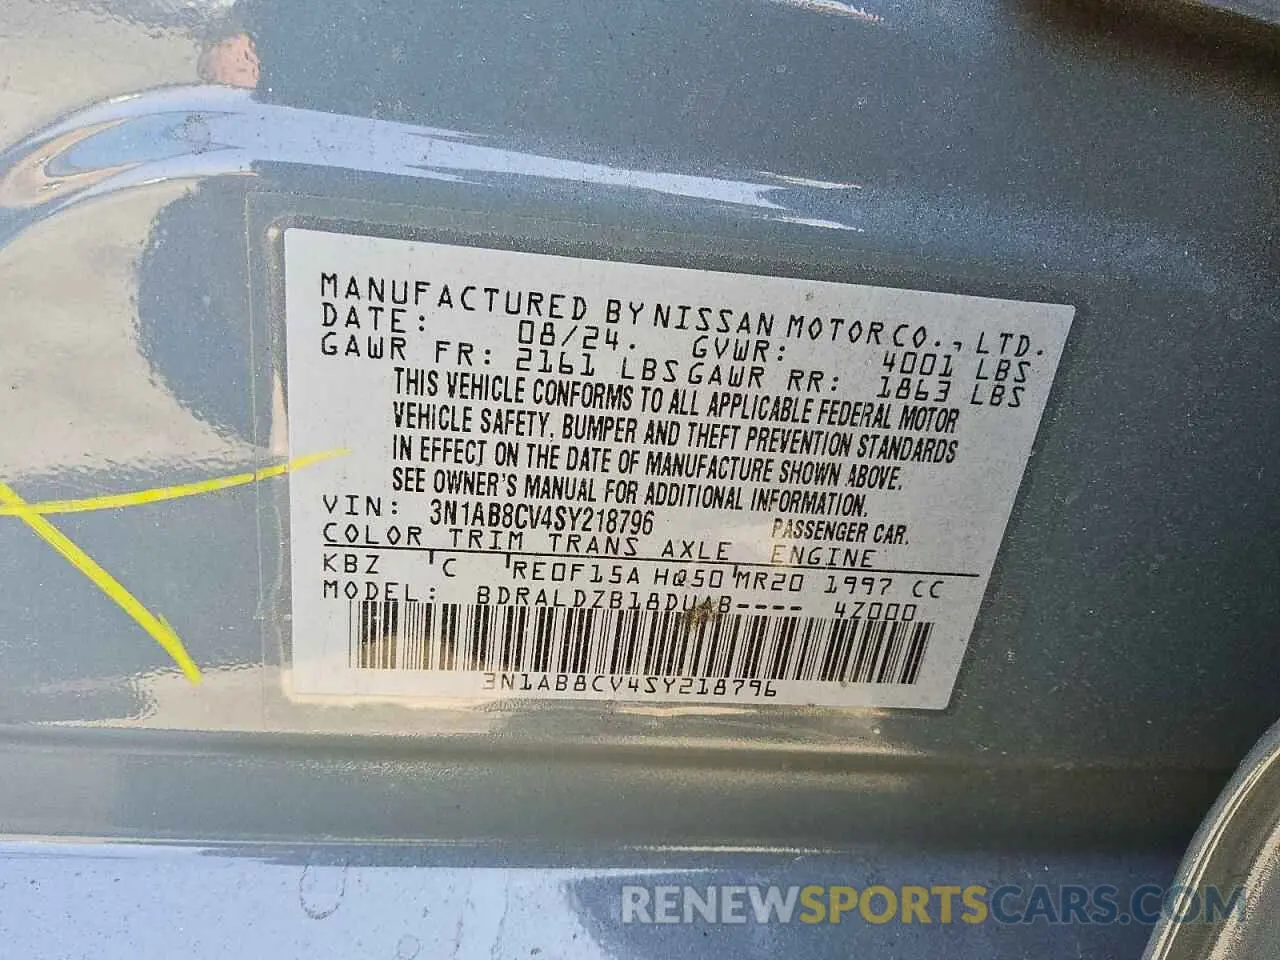 MANUFACTURED BY NISSAN MOTOR CO., LTD.
DATE: 08/24. GVWR: 4001 LBS
GAWR FR: 2161 LBS GAWR RR: 1863 LBS
THIS VEHICLE CONFORMS TO ALL APPLICABLE FEDERAL MOTOR
VEHICLE SAFETY, BUMPER AND THEFT PREVENTION STANDARDS
IN EFFECT ON THE DATE OF MANUFACTURE SHOWN ABOVE.
SEE OWNER'S MANUAL FOR ADDITIONAL INFORMATION.
VIN: 3N1AB8CV4SY218796 PASSENGER CAR.
COLOR TRIM TRANS AXLE ENGINE
KBZ C RE0F15A HQ50 MR20 1997 CC
MODEL: BDRALDZB18DUAB---- 4Z000
3N1AB8CV4SY218796
RENEWSPORTSCARS.COM